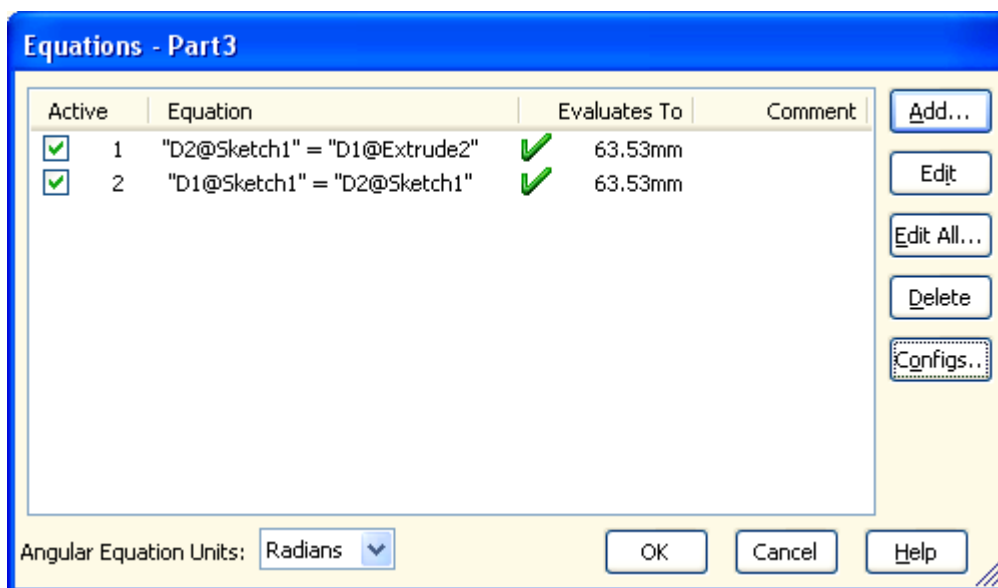 Equations - Part3
Active Equation Evaluates To Comment
1 "D2@Sketch1" = "D1@Extrude2" 63.53mm
2 "D1@Sketch1" = "D2@Sketch1" 63.53mm
Add...
Edit
Edit All...
Delete
Configs..
Angular Equation Units: Radians OK Cancel Help